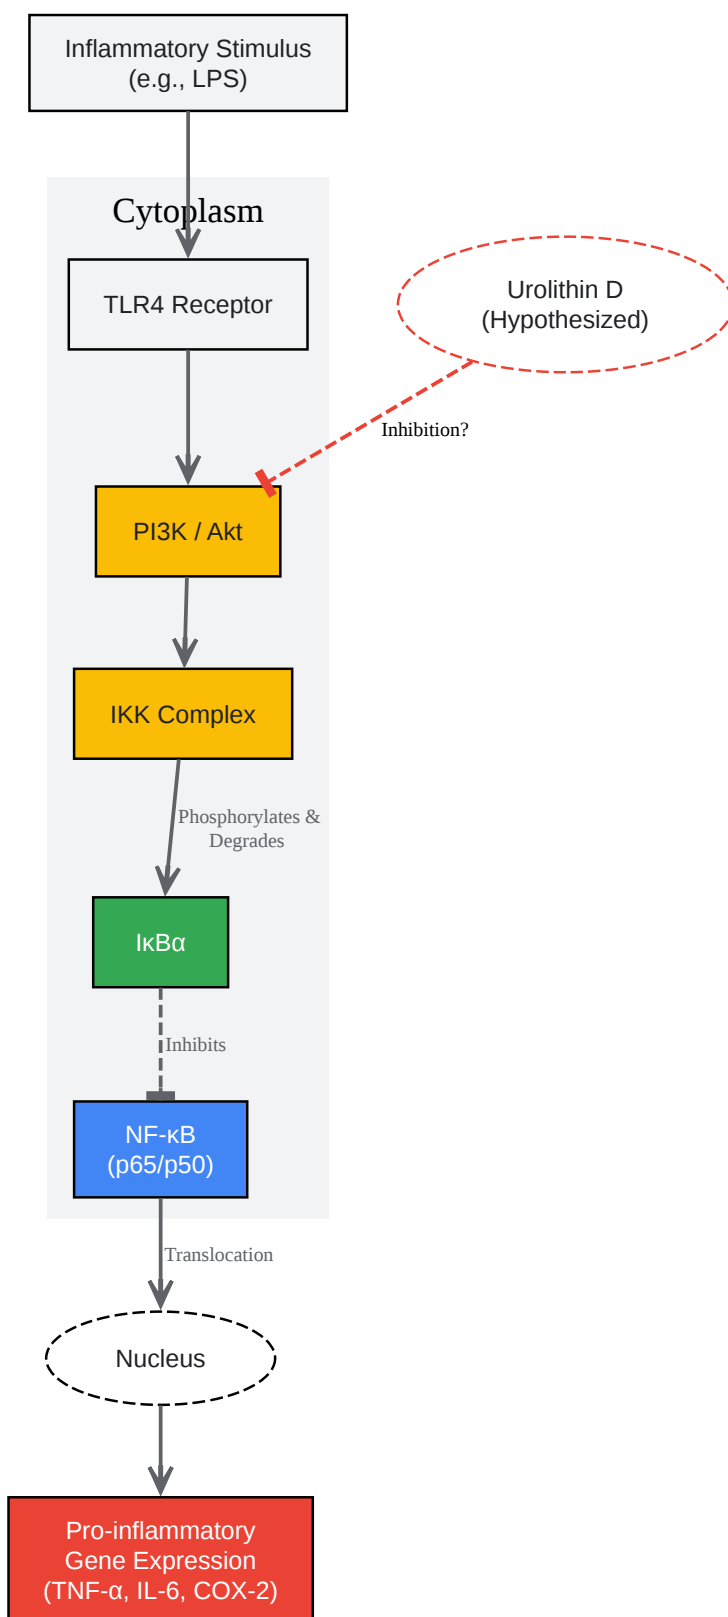 Inflammatory Stimulus
(e.g., LPS)
Cytoplasm
TLR4 Receptor
Urolithin D
(Hypothesized)
Inhibition?
PI3K / Akt
IKK Complex
Phosphorylates &
Degrades
IκBα
Inhibits
NF-κB
(p65/p50)
Translocation
Nucleus
Pro-inflammatory
Gene Expression
(TNF-α, IL-6, COX-2)